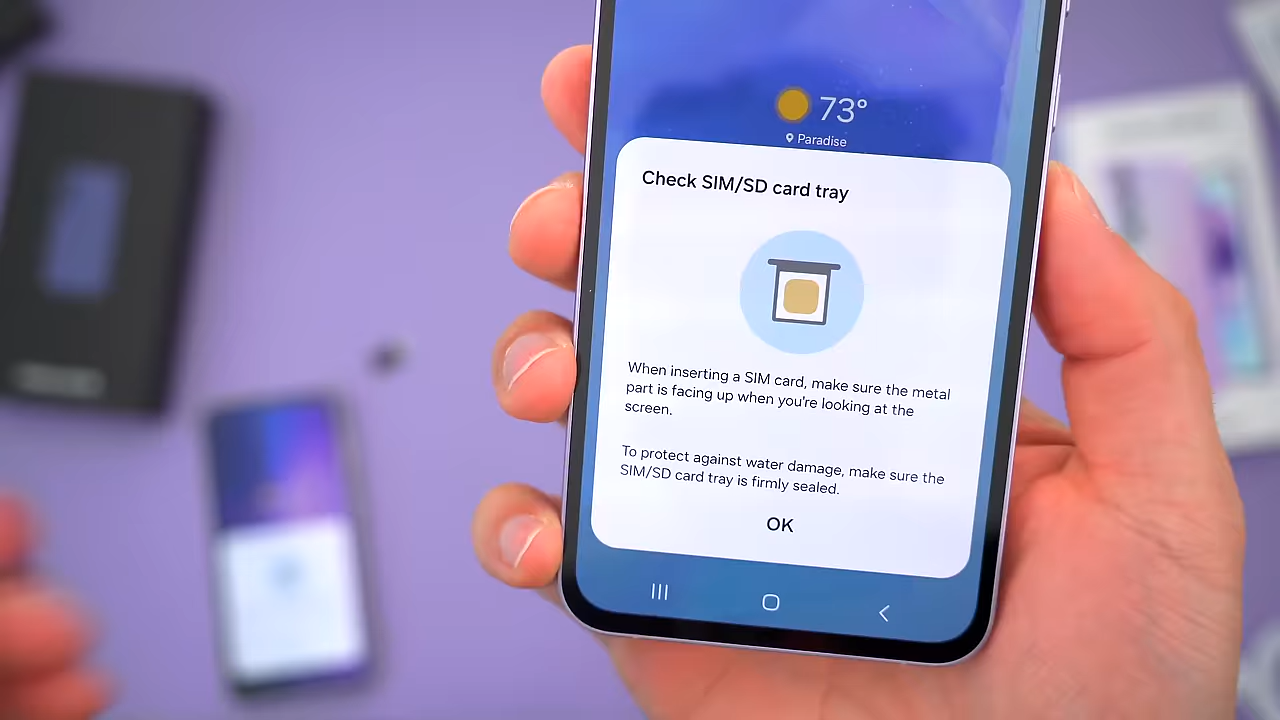 73°
Paradise
Check SIM/SD card tray
When inserting a SIM card, make sure the metal
part is facing up when you're looking at the
screen.
To protect against water damage, make sure the
SIM/SD card tray is firmly sealed.
OK